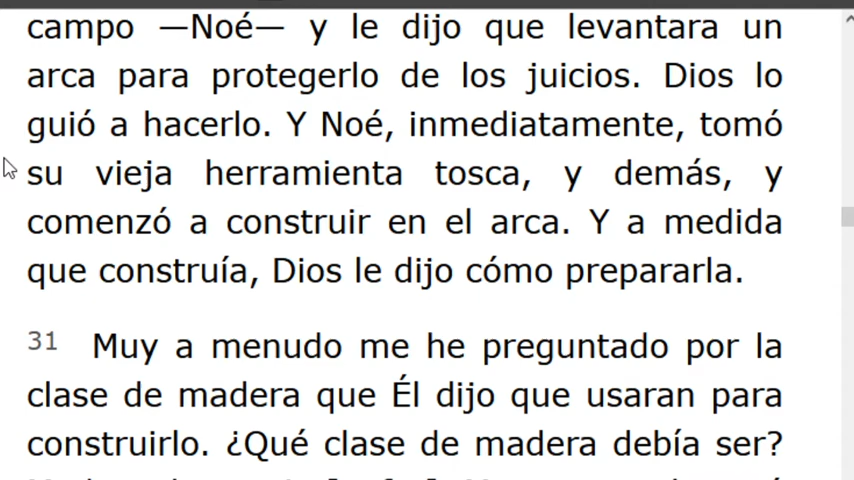 campo —Noé— y le dijo que levantara un
arca para protegerlo de los juicios. Dios lo
guió a hacerlo. Y Noé, inmediatamente, tomó
su vieja herramienta tosca, y demás, y
comenzó a construir en el arca. Y a medida
que construía, Dios le dijo cómo prepararla.
31 Muy a menudo me he preguntado por la
clase de madera que Él dijo que usaran para
construirlo. ¿Qué clase de madera debía ser?